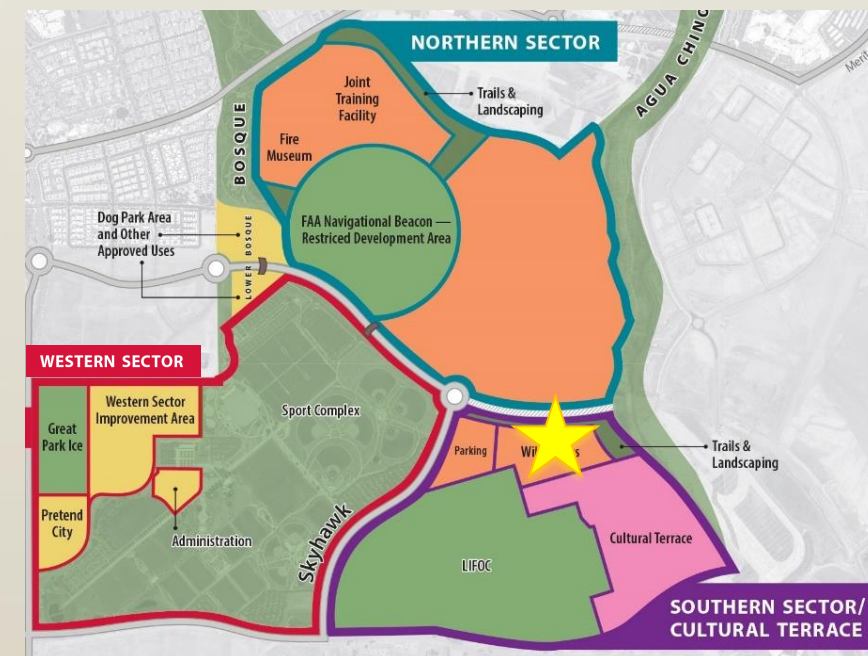 NORTHERN SECTOR
AGUA CHINO
Joint
Training
Facility
Trails &
Landscaping
BOSQUE
Fire
Museum
Dog Park Area
and Other
Approved Uses
LOWER BOSQUE
FAA Navigational Beacon —
Restriced Development Area
WESTERN SECTOR
Great
Park Ice
Western Sector
Improvement Area
Sport Complex
Parking
Trails &
Landscaping
Pretend
City
Administration
Skyhawk
LIFOC
Cultural Terrace
SOUTHERN SECTOR/
CULTURAL TERRACE